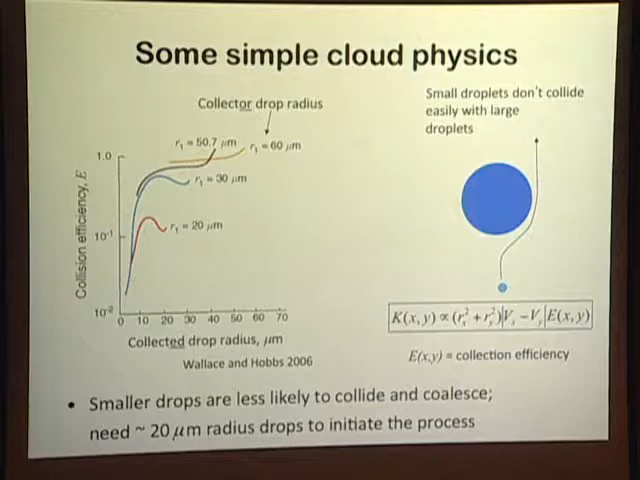 Some simple cloud physics
Collector drop radius
r₁ = 50.7 μm
r₁ = 60 μm
r₁ = 30 μm
r₁ = 20 μm
Collision efficiency, E
1.0
10⁻¹
10⁻²
0 10 20 30 40 50 60 70
Collected drop radius, μm
Wallace and Hobbs 2006
Small droplets don't collide
easily with large
droplets
K(x,y) ∝ (rₓ² + r_y²)|Vₓ − V_y|E(x,y)
E(x,y) = collection efficiency
• Smaller drops are less likely to collide and coalesce;
need ~ 20 μm radius drops to initiate the process